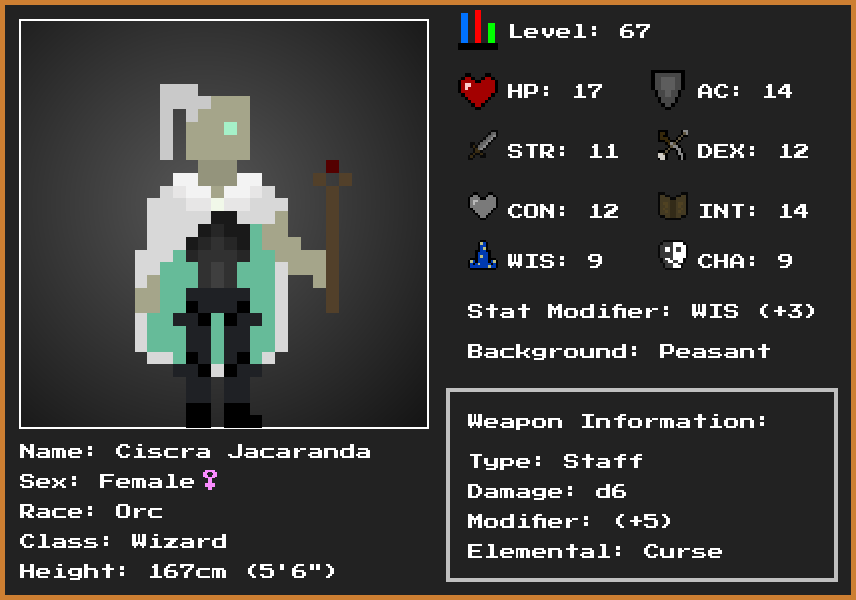 Level: 67
HP: 17 AC: 14
STR: 11 DEX: 12
CON: 12 INT: 14
WIS: 9 CHA: 9
Stat Modifier: WIS (+3)
Background: Peasant
Weapon Information:
Type: Staff
Damage: d6
Modifier: (+5)
Elemental: Curse
Name: Ciscra Jacaranda
Sex: Female♀
Race: Orc
Class: Wizard
Height: 167cm (5'6")